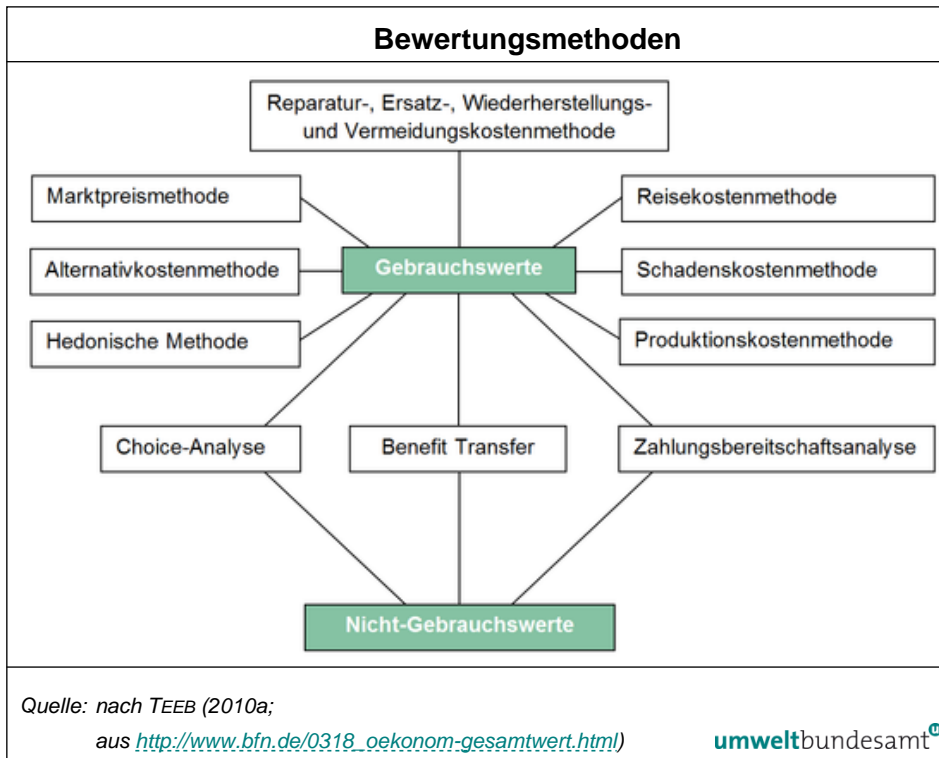 Bewertungsmethoden
Reparatur-, Ersatz-, Wiederherstellungs-
und Vermeidungskostenmethode
Marktpreismethode
Reisekostenmethode
Gebrauchswerte
Alternativkostenmethode
Schadenskostenmethode
Hedonische Methode
Produktionskostenmethode
Choice-Analyse
Benefit Transfer
Zahlungsbereitschaftsanalyse
Nicht-Gebrauchswerte
Quelle: nach TEEB (2010a;
aus http://www.bfn.de/0318_oekonom-gesamtwert.html)
umweltbundesamt u